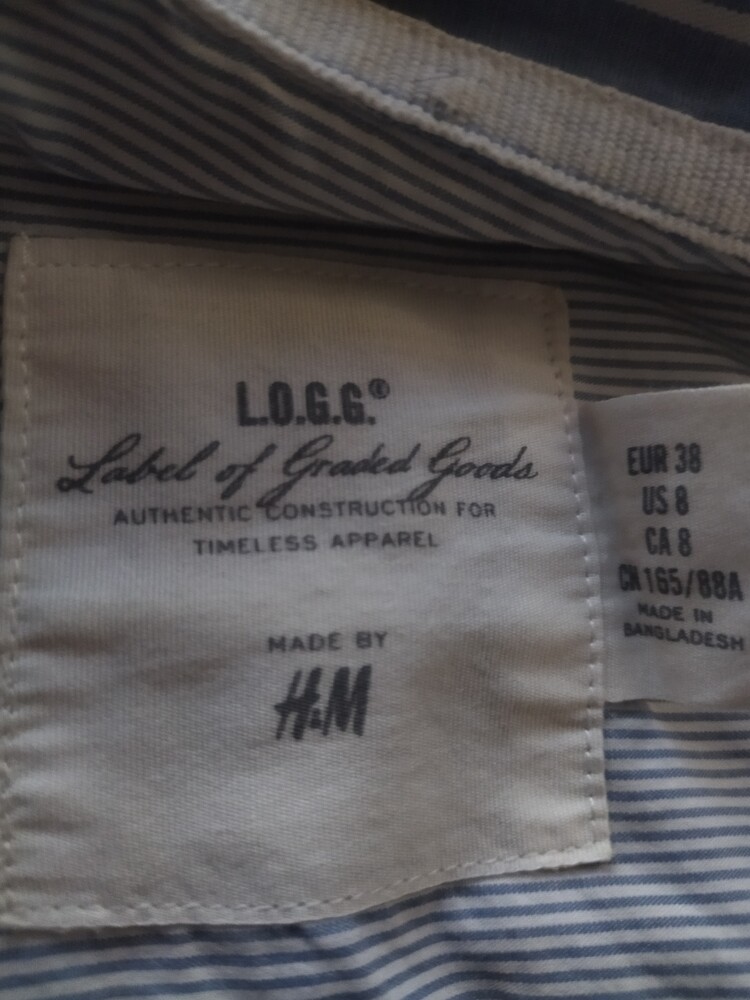 L.O.G.G.®
Label of Graded Goods
AUTHENTIC CONSTRUCTION FOR
TIMELESS APPAREL
MADE BY
H&M
EUR 38
US 8
CA 8
CN 165/88A
MADE IN
BANGLADESH